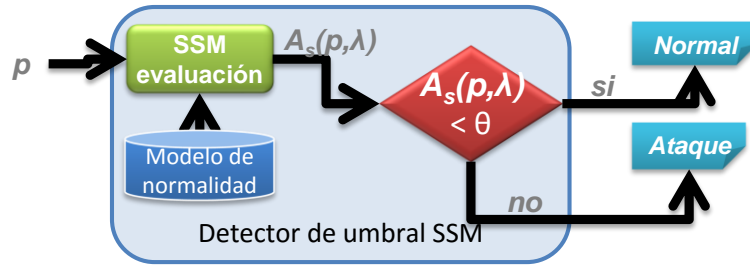 p
SSM
evaluación
Aₛ(p,λ)
Modelo de
normalidad
Aₛ(p,λ)
< θ
si
Normal
no
Ataque
Detector de umbral SSM